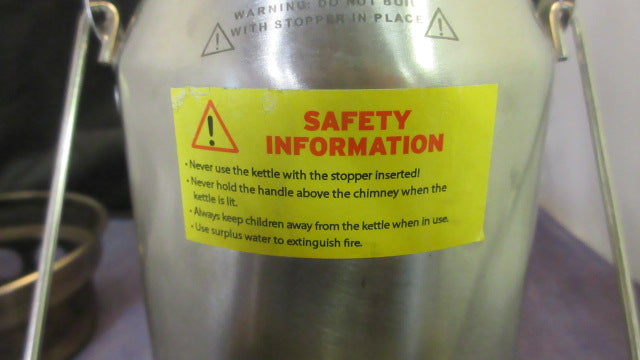 WARNING: DO NOT BOIL
WITH STOPPER IN PLACE
SAFETY
INFORMATION
• Never use the kettle with the stopper inserted!
• Never hold the handle above the chimney when the
kettle is lit.
• Always keep children away from the kettle when in use.
• Use surplus water to extinguish fire.